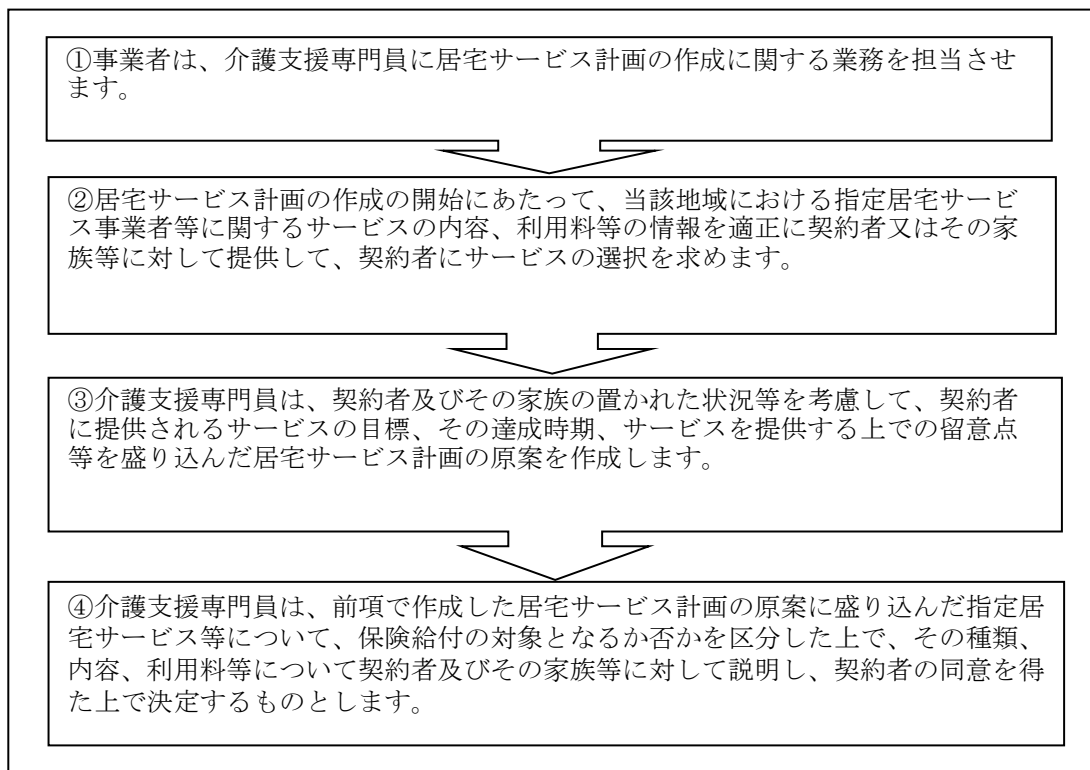 ①事業者は、介護支援専門員に居宅サービス計画の作成に関する業務を担当させ
ます。
②居宅サービス計画の作成の開始にあたって、当該地域における指定居宅サービ
ス事業者等に関するサービスの内容、利用料等の情報を適正に契約者又はその家
族等に対して提供して、契約者にサービスの選択を求めます。
③介護支援専門員は、契約者及びその家族の置かれた状況等を考慮して、契約者
に提供されるサービスの目標、その達成時期、サービスを提供する上での留意点
等を盛り込んだ居宅サービス計画の原案を作成します。
④介護支援専門員は、前項で作成した居宅サービス計画の原案に盛り込んだ指定居
宅サービス等について、保険給付の対象となるか否かを区分した上で、その種類、
内容、利用料等について契約者及びその家族等に対して説明し、契約者の同意を得
た上で決定するものとします。